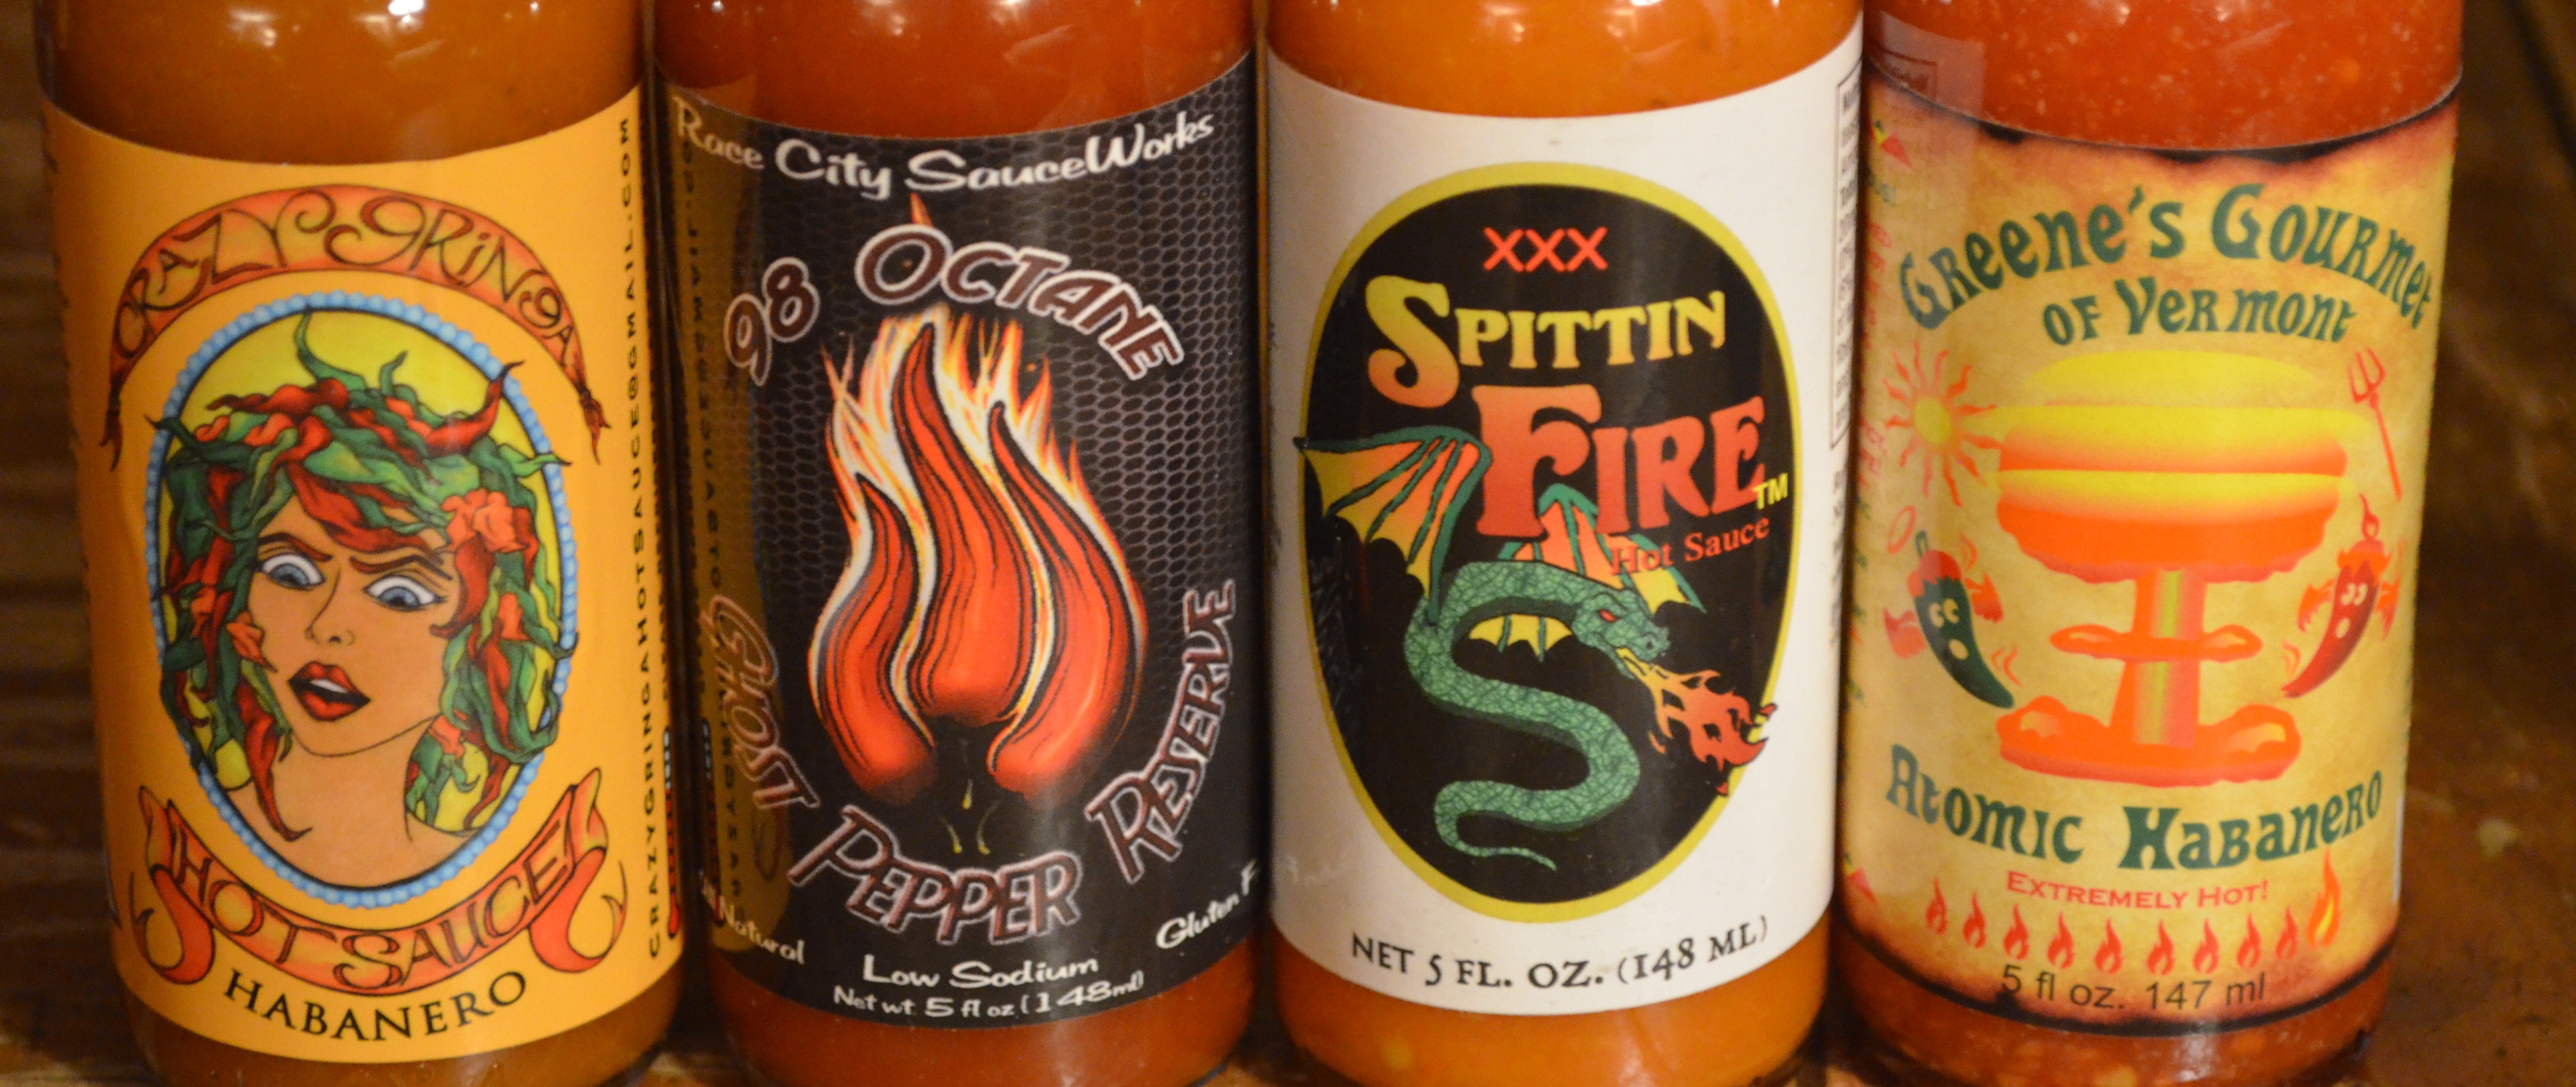 CRAZY GRINGA
HOT SAUCE
HABANERO
CRAZYGRINGAHOTSAUCE@GMAIL.COM
Race City SauceWorks
98 OCTANE
GHOST PEPPER RESERVE
Natural
Low Sodium
Gluten F
Net wt. 5 fl oz (148ml)
XXX
SPITTIN
FIRE TM
Hot Sauce
NET 5 FL. OZ. (148 ML)
Greene's Gourmet
of Vermont
Atomic Habanero
EXTREMELY HOT!
5 fl oz. 147 ml